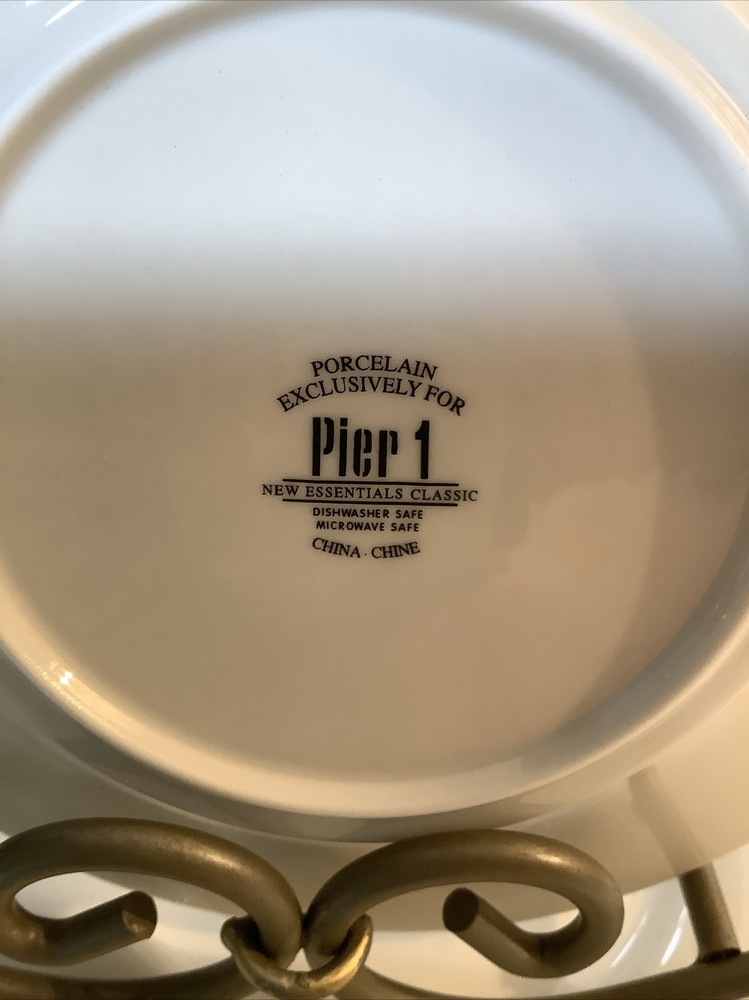 PORCELAIN
EXCLUSIVELY FOR
Pier 1
NEW ESSENTIALS CLASSIC
DISHWASHER SAFE
MICROWAVE SAFE
CHINA · CHINE